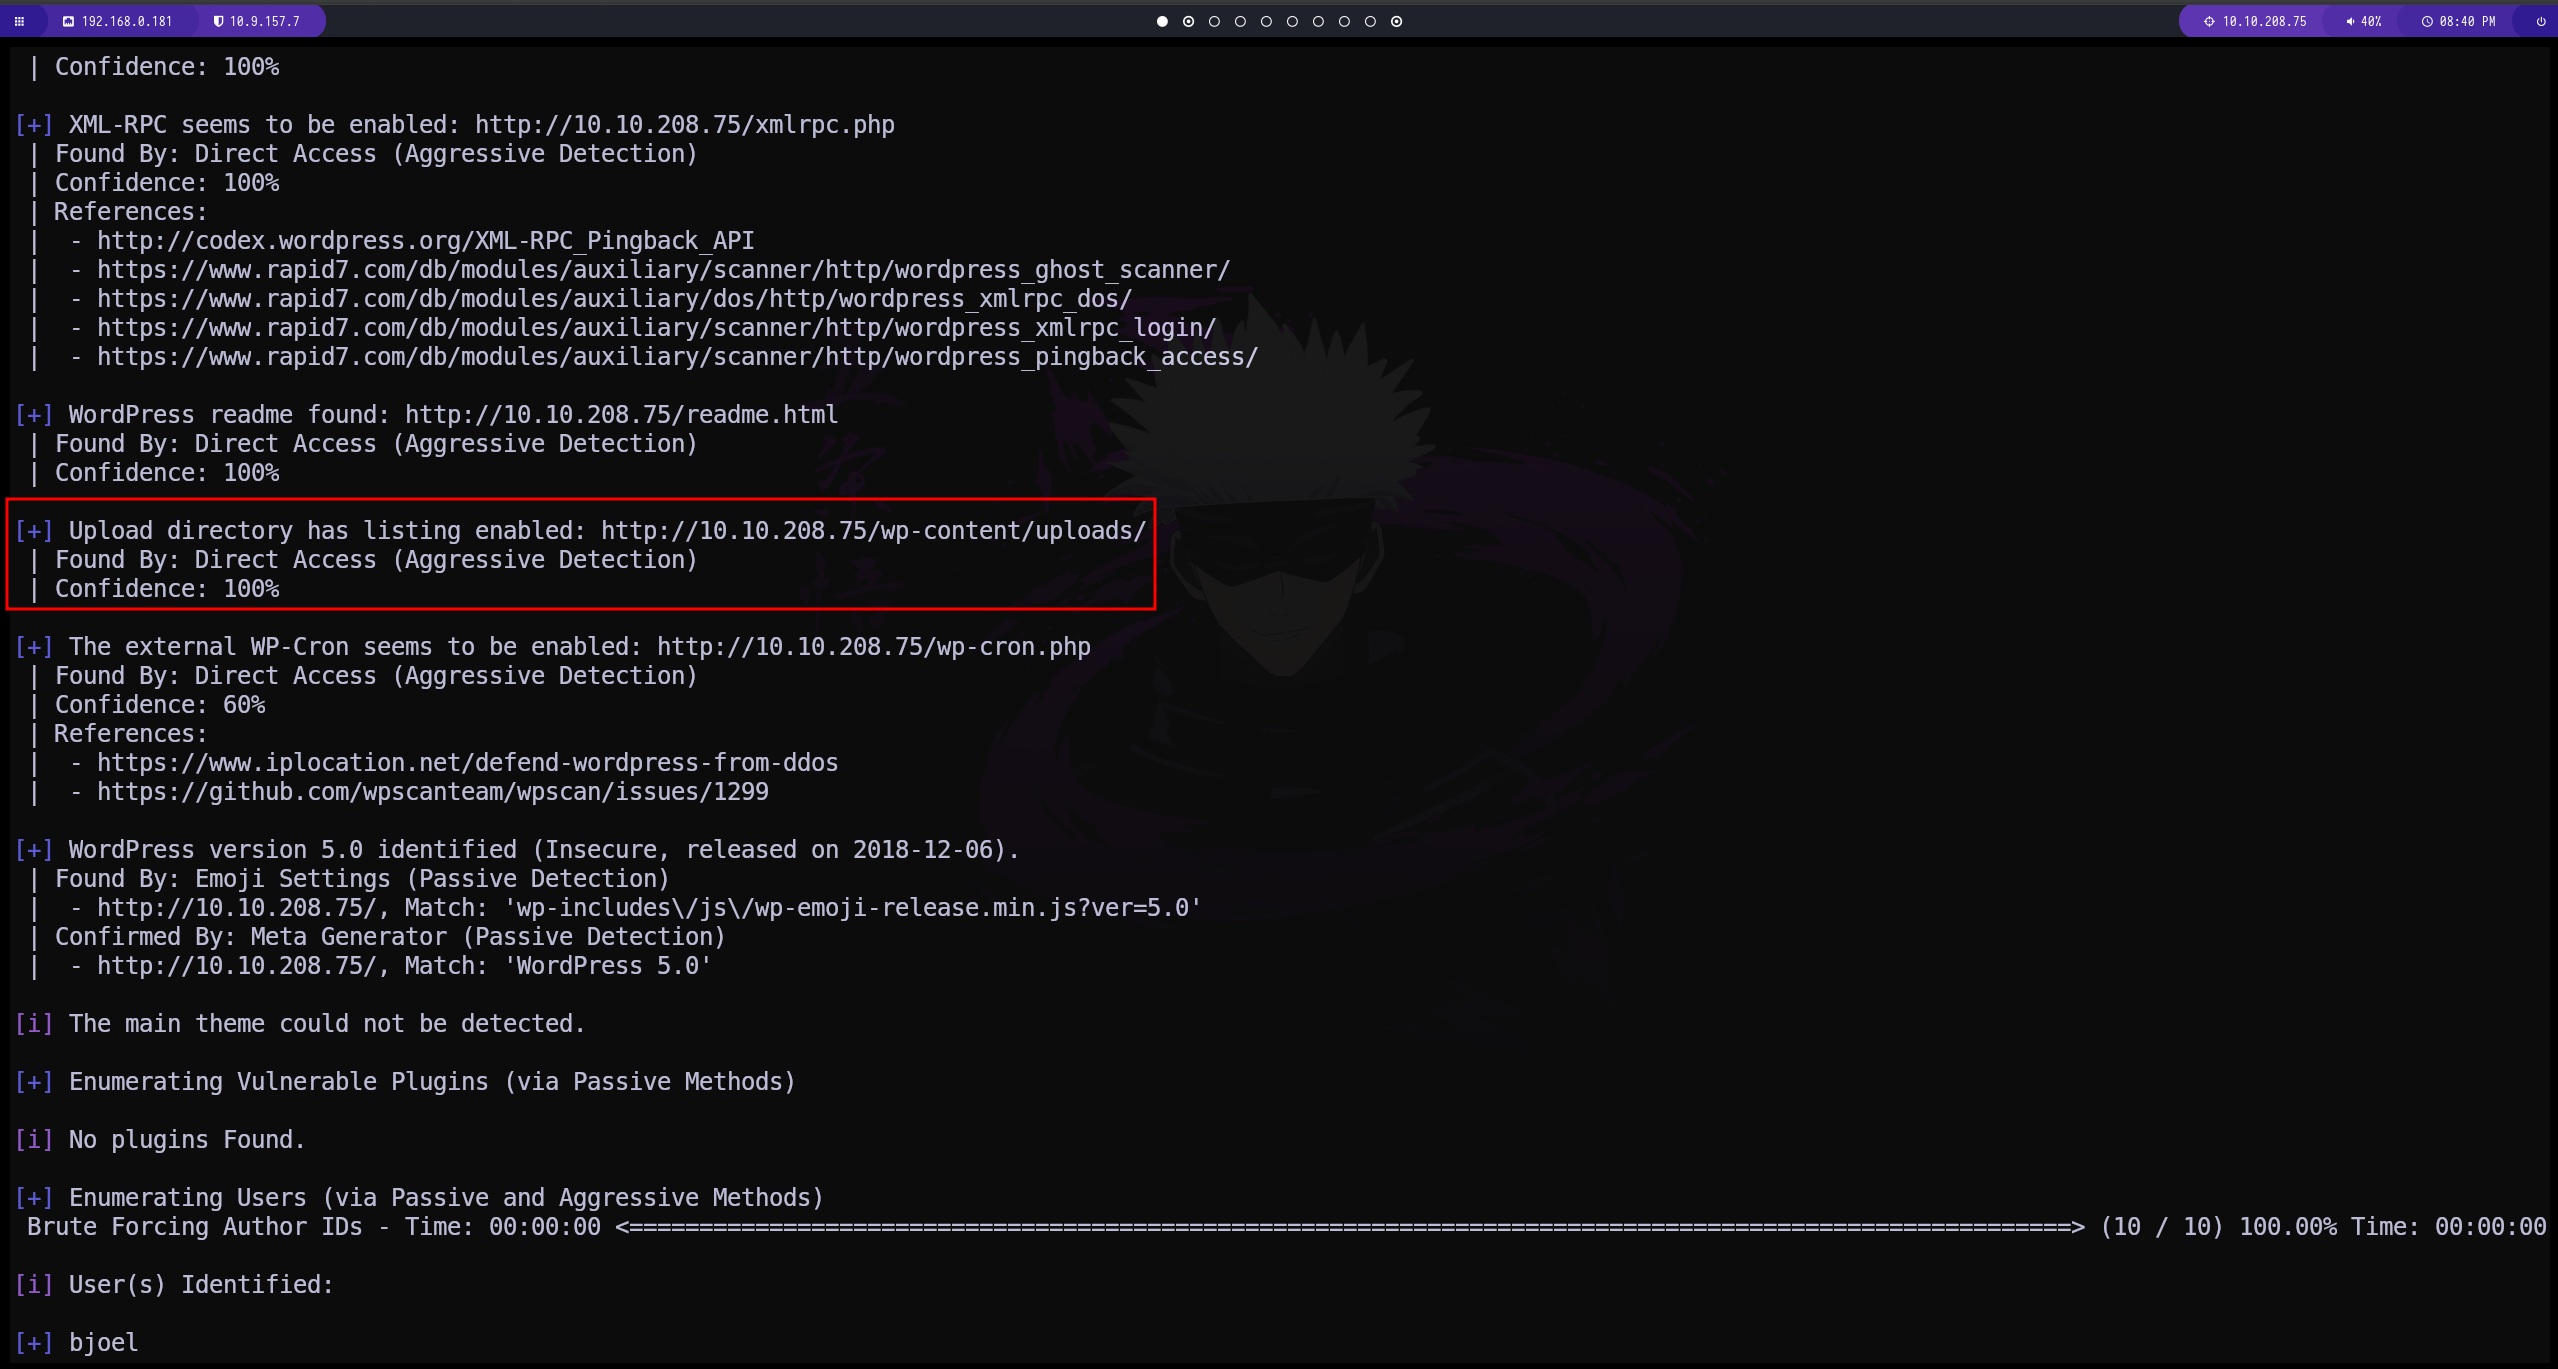 192.168.0.181 10.9.157.7 10.10.208.75 40% 08:40 PM
| Confidence: 100%
[+] XML-RPC seems to be enabled: http://10.10.208.75/xmlrpc.php
| Found By: Direct Access (Aggressive Detection)
| Confidence: 100%
| References:
|  - http://codex.wordpress.org/XML-RPC_Pingback_API
|  - https://www.rapid7.com/db/modules/auxiliary/scanner/http/wordpress_ghost_scanner/
|  - https://www.rapid7.com/db/modules/auxiliary/dos/http/wordpress_xmlrpc_dos/
|  - https://www.rapid7.com/db/modules/auxiliary/scanner/http/wordpress_xmlrpc_login/
|  - https://www.rapid7.com/db/modules/auxiliary/scanner/http/wordpress_pingback_access/
[+] WordPress readme found: http://10.10.208.75/readme.html
| Found By: Direct Access (Aggressive Detection)
| Confidence: 100%
[+] Upload directory has listing enabled: http://10.10.208.75/wp-content/uploads/
| Found By: Direct Access (Aggressive Detection)
| Confidence: 100%
[+] The external WP-Cron seems to be enabled: http://10.10.208.75/wp-cron.php
| Found By: Direct Access (Aggressive Detection)
| Confidence: 60%
| References:
|  - https://www.iplocation.net/defend-wordpress-from-ddos
|  - https://github.com/wpscanteam/wpscan/issues/1299
[+] WordPress version 5.0 identified (Insecure, released on 2018-12-06).
| Found By: Emoji Settings (Passive Detection)
|  - http://10.10.208.75/, Match: 'wp-includes\/js\/wp-emoji-release.min.js?ver=5.0'
| Confirmed By: Meta Generator (Passive Detection)
|  - http://10.10.208.75/, Match: 'WordPress 5.0'
[i] The main theme could not be detected.
[+] Enumerating Vulnerable Plugins (via Passive Methods)
[i] No plugins Found.
[+] Enumerating Users (via Passive and Aggressive Methods)
Brute Forcing Author IDs - Time: 00:00:00 <=======================================================================================================> (10 / 10) 100.00% Time: 00:00:00
[i] User(s) Identified:
[+] bjoel